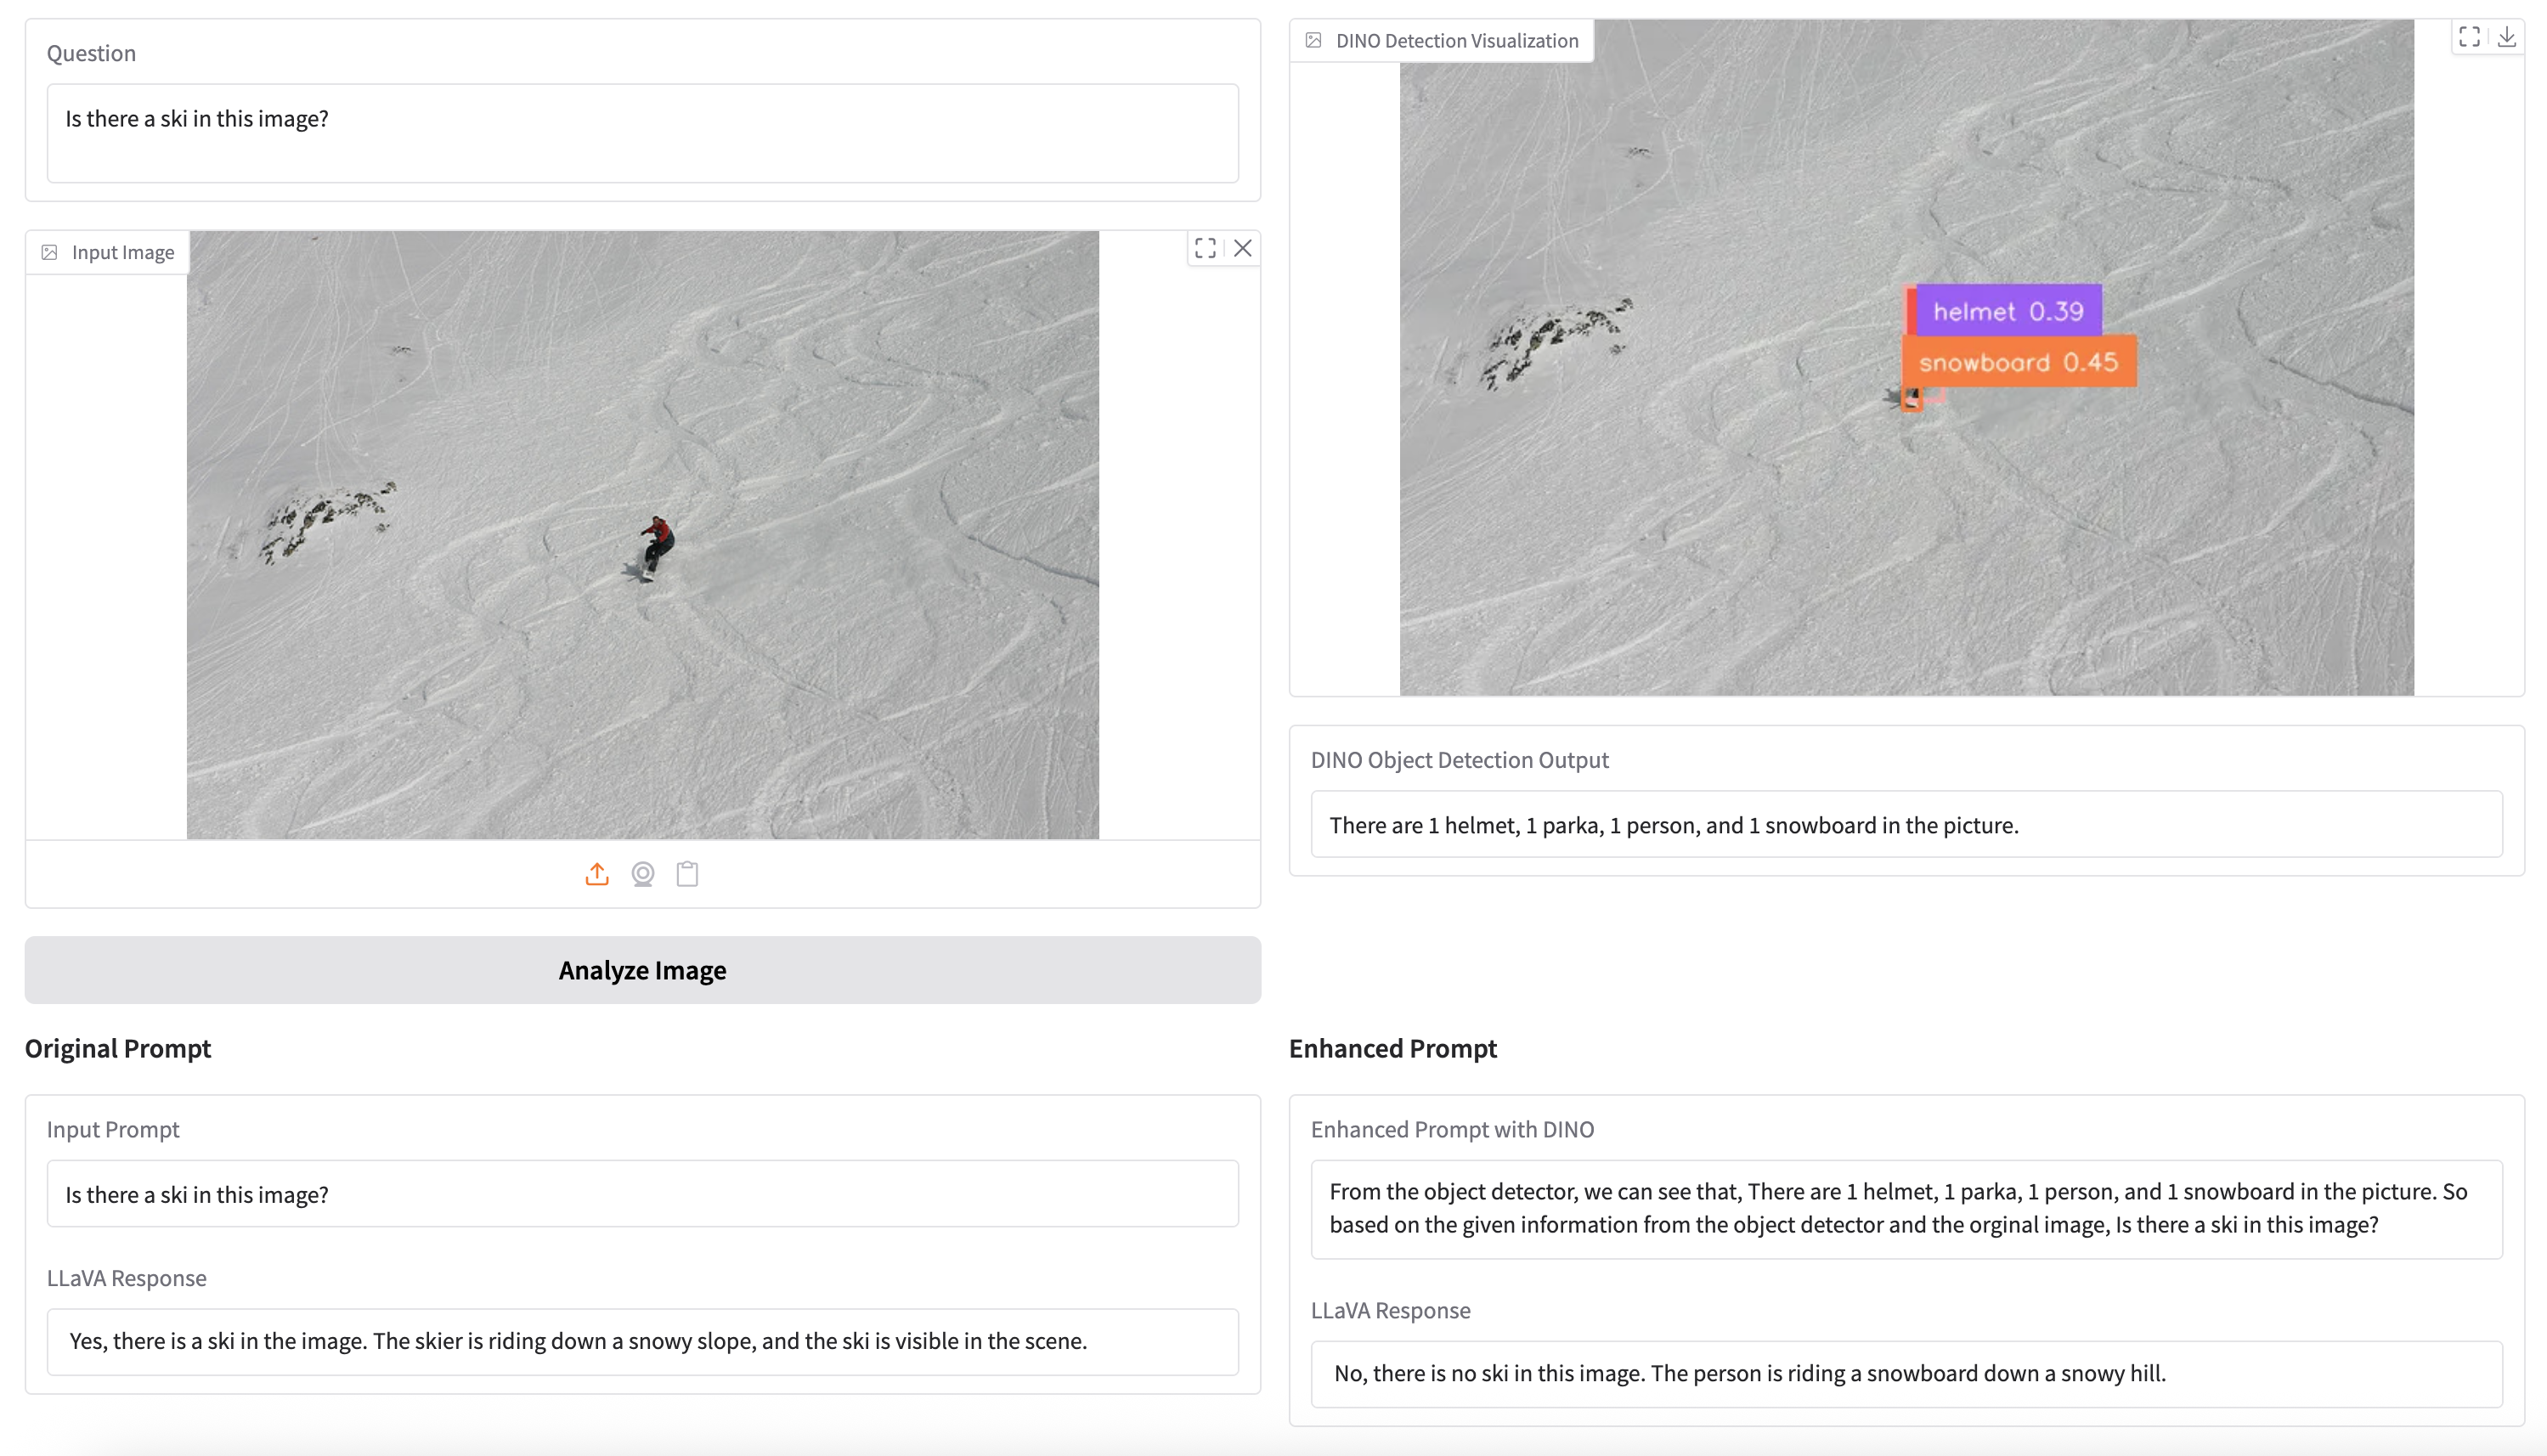 Question
Is there a ski in this image?
Input Image
Analyze Image
DINO Detection Visualization
helmet 0.39
snowboard 0.45
DINO Object Detection Output
There are 1 helmet, 1 parka, 1 person, and 1 snowboard in the picture.
Original Prompt
Input Prompt
Is there a ski in this image?
LLaVA Response
Yes, there is a ski in the image. The skier is riding down a snowy slope, and the ski is visible in the scene.
Enhanced Prompt
Enhanced Prompt with DINO
From the object detector, we can see that, There are 1 helmet, 1 parka, 1 person, and 1 snowboard in the picture. So
based on the given information from the object detector and the orginal image, Is there a ski in this image?
LLaVA Response
No, there is no ski in this image. The person is riding a snowboard down a snowy hill.